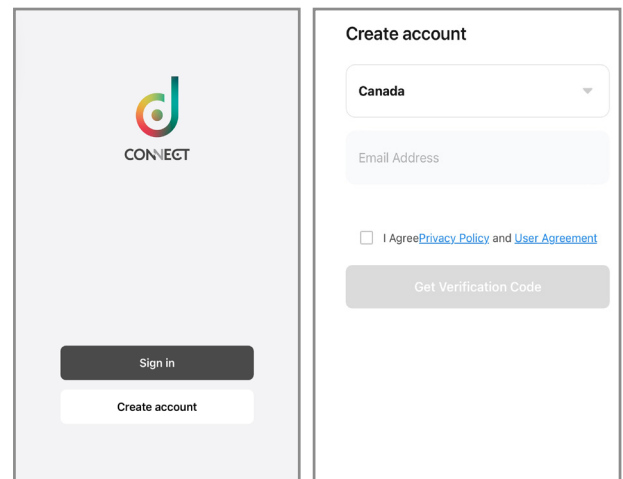 CONNECT
Sign in
Create account
Create account
Canada
Email Address
I AgreePrivacy Policy and User Agreement
Get Verification Code